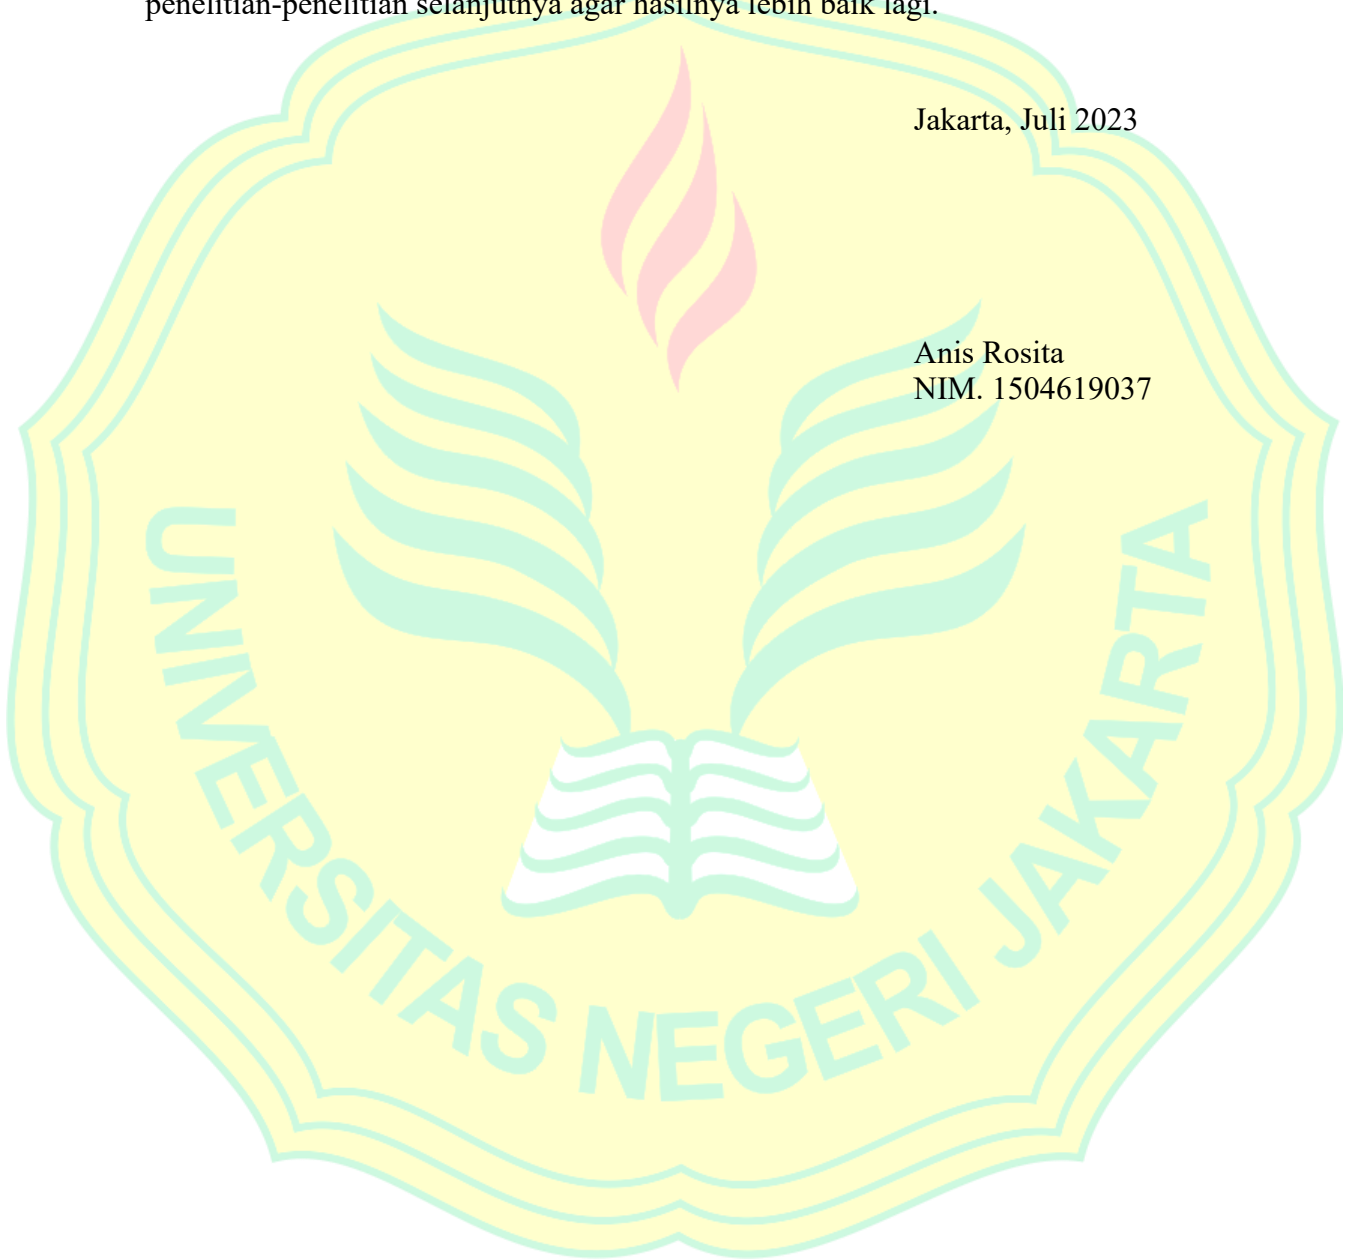 penelitian-penelitian selanjutnya agar hasilnya lebih baik lagi.
Jakarta, Juli 2023
Anis Rosita
NIM. 1504619037
UNIVERSITAS NEGERI JAKARTA